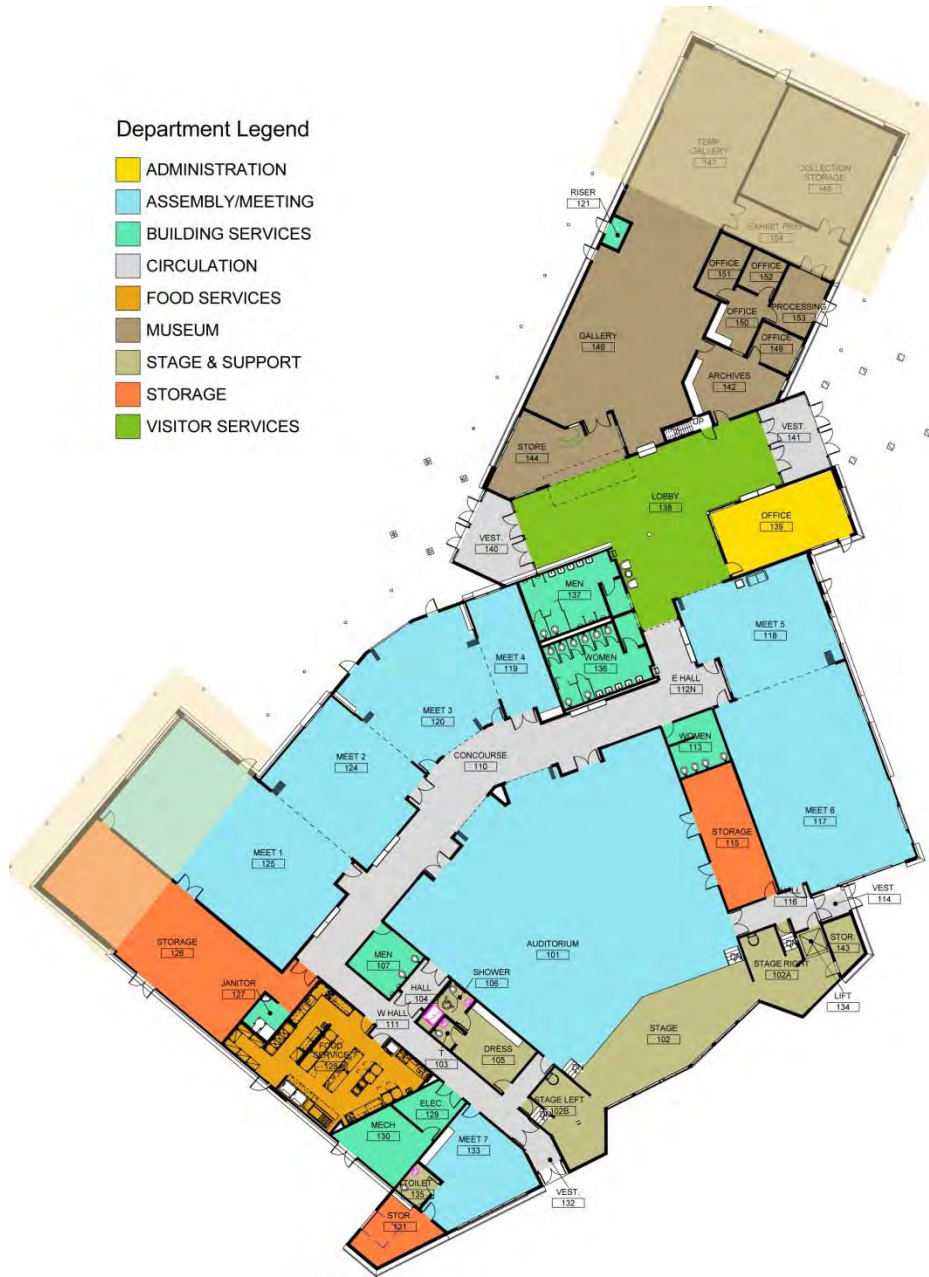 Department Legend
ADMINISTRATION
ASSEMBLY/MEETING
BUILDING SERVICES
CIRCULATION
FOOD SERVICES
MUSEUM
STAGE & SUPPORT
STORAGE
VISITOR SERVICES
TEMP.
GALLERY
147
COLLECTION
STORAGE
145
RISER
121
EXHIBIT PREP
OFFICE
151
OFFICE
152
PROCESSING
153
OFFICE
150
GALLERY
146
OFFICE
149
ARCHIVES
142
UP
VEST.
141
STORE
144
LOBBY
138
OFFICE
139
VEST.
140
MEN
137
MEET 5
118
WOMEN
136
MEET 4
119
E HALL
112N
MEET 3
120
WOMEN
113
MEET 2
124
CONCOURSE
110
MEET 6
117
STORAGE
115
MEET 1
125
HALL
116
VEST.
114
STORAGE
126
AUDITORIUM
101
MEN
107
STOR.
143
STAGE RIGHT
102A
SHOWER
106
JANITOR
127
HALL
104
LIFT
134
W HALL
111
STAGE
102
FOOD
SERVICE
T
103
DRESS
105
DN
STAGE LEFT
102B
DN
ELEC.
129
MECH
130
MEET 7
133
TOILET
135
VEST.
132
STOR.
131